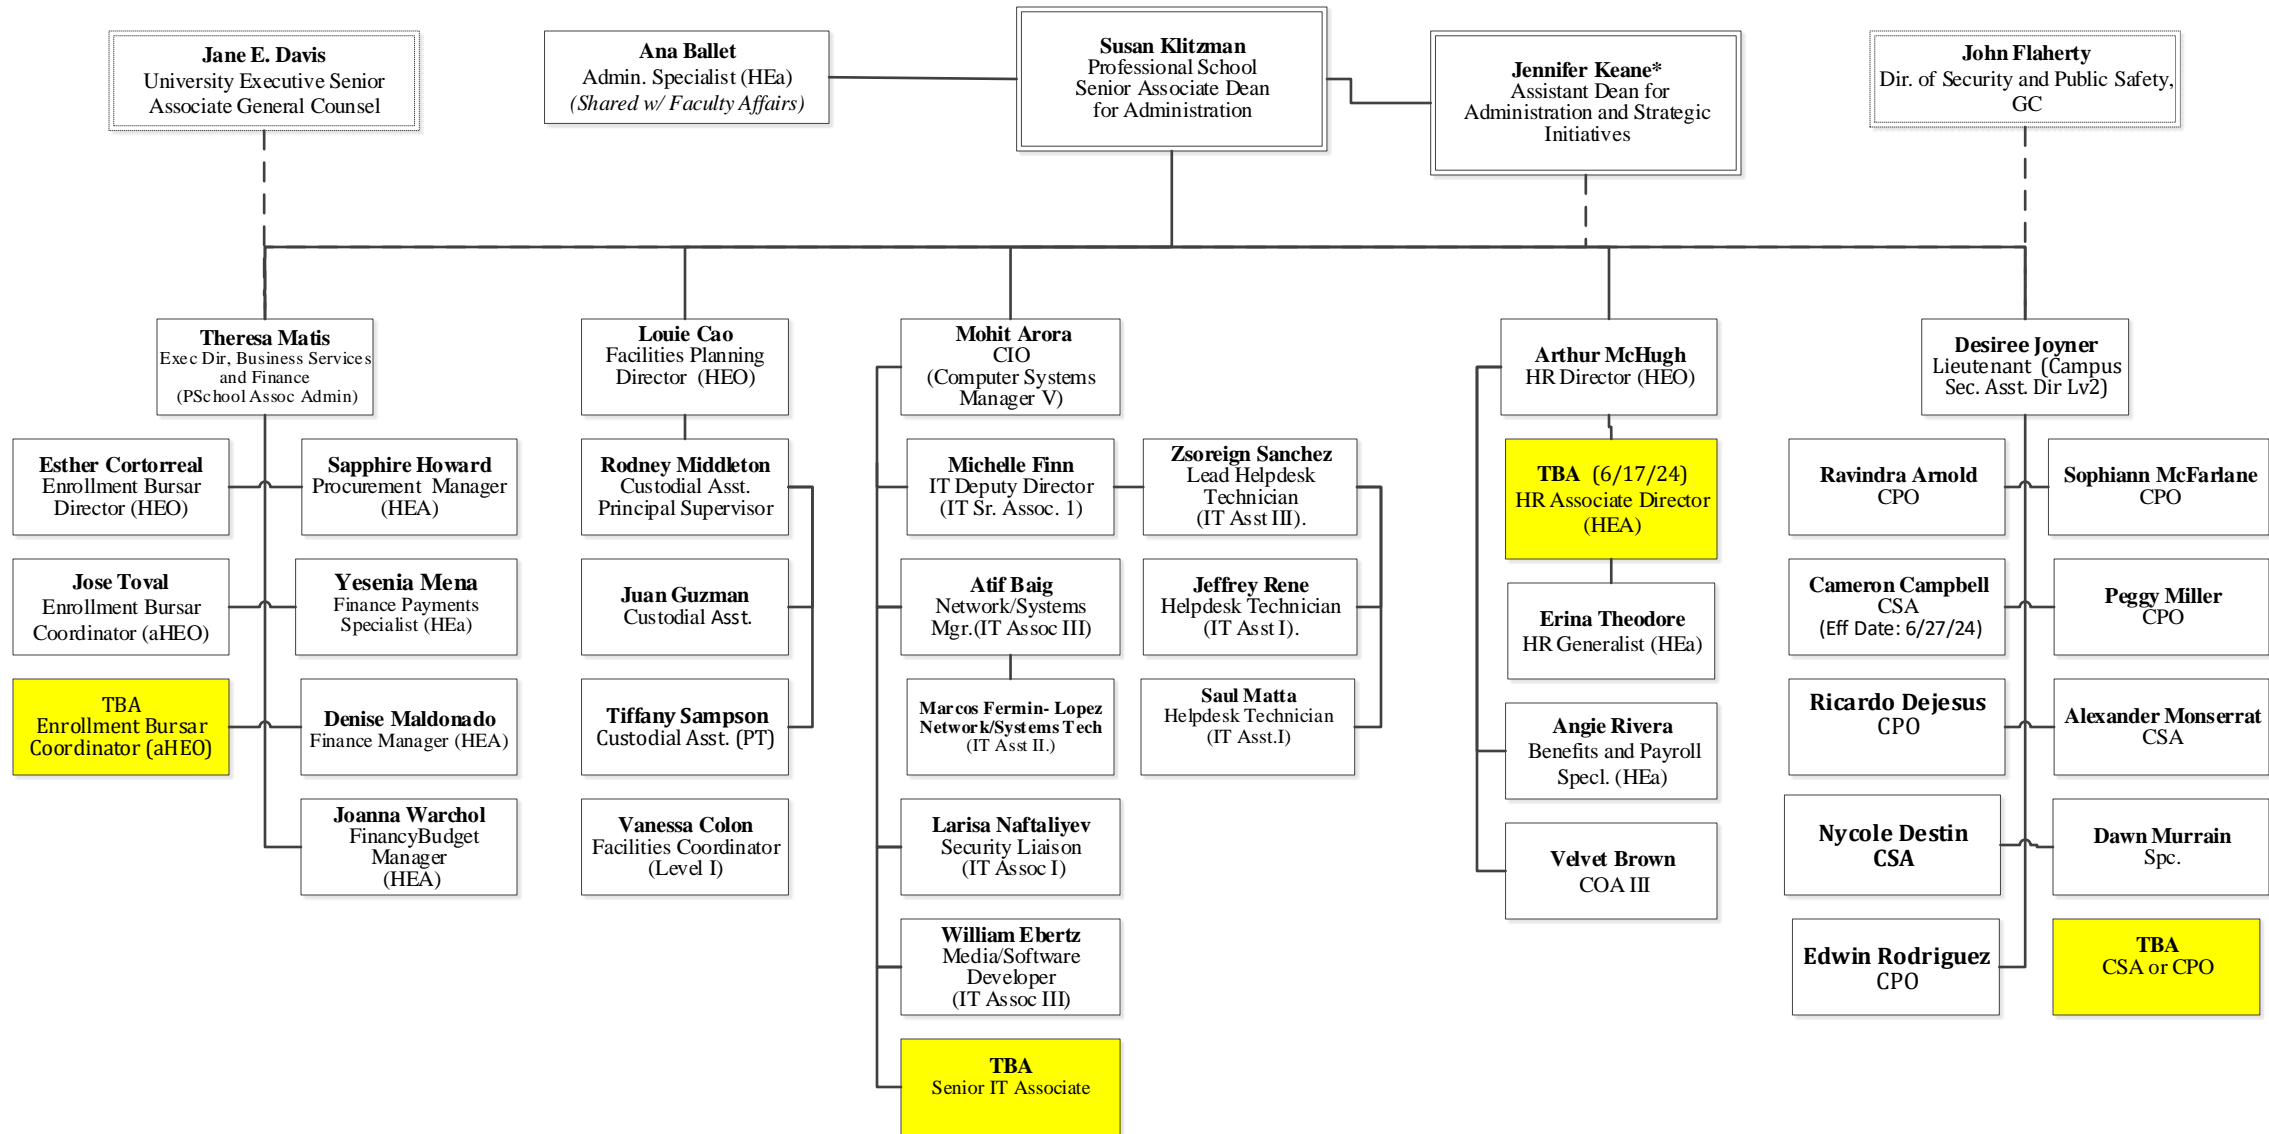 Jane E. Davis
University Executive Senior
Associate General Counsel
Ana Ballet
Admin. Specialist (HEa)
(Shared w/ Faculty Affairs)
Susan Klitzman
Professional School
Senior Associate Dean
for Administration
Jennifer Keane*
Assistant Dean for
Administration and Strategic
Initiatives
John Flaherty
Dir. of Security and Public Safety,
GC
Theresa Matis
Exec Dir, Business Services
and Finance
(PSchool Assoc Admin)
Louie Cao
Facilities Planning
Director (HEO)
Mohit Arora
CIO
(Computer Systems
Manager V)
Arthur McHugh
HR Director (HEO)
Desiree Joyner
Lieutenant (Campus
Sec. Asst. Dir Lv2)
Esther Cortorreal
Enrollment Bursar
Director (HEO)
Sapphire Howard
Procurement Manager
(HEA)
Jose Toval
Enrollment Bursar
Coordinator (aHEO)
Yesenia Mena
Finance Payments
Specialist (HEa)
TBA
Enrollment Bursar
Coordinator (aHEO)
Denise Maldonado
Finance Manager (HEA)
Joanna Warchol
FinancyBudget
Manager
(HEA)
Rodney Middleton
Custodial Asst.
Principal Supervisor
Juan Guzman
Custodial Asst.
Tiffany Sampson
Custodial Asst. (PT)
Vanessa Colon
Facilities Coordinator
(Level I)
Michelle Finn
IT Deputy Director
(IT Sr. Assoc. 1)
Zsoreign Sanchez
Lead Helpdesk
Technician
(IT Asst III).
Atif Baig
Network/Systems
Mgr.(IT Assoc III)
Jeffrey Rene
Helpdesk Technician
(IT Asst I).
Marcos Fermin- Lopez
Network/Systems Tech
(IT Asst II.)
Saul Matta
Helpdesk Technician
(IT Asst.I)
Larisa Naftaliyev
Security Liaison
(IT Assoc I)
William Ebertz
Media/Software
Developer
(IT Assoc III)
TBA
Senior IT Associate
TBA (6/17/24)
HR Associate Director
(HEA)
Erina Theodore
HR Generalist (HEa)
Angie Rivera
Benefits and Payroll
Specl. (HEa)
Velvet Brown
COA III
Ravindra Arnold
CPO
Sophiann McFarlane
CPO
Cameron Campbell
CSA
(Eff Date: 6/27/24)
Peggy Miller
CPO
Ricardo Dejesus
CPO
Alexander Monserrat
CSA
Nycole Destin
CSA
Dawn Murrain
Spc.
Edwin Rodriguez
CPO
TBA
CSA or CPO